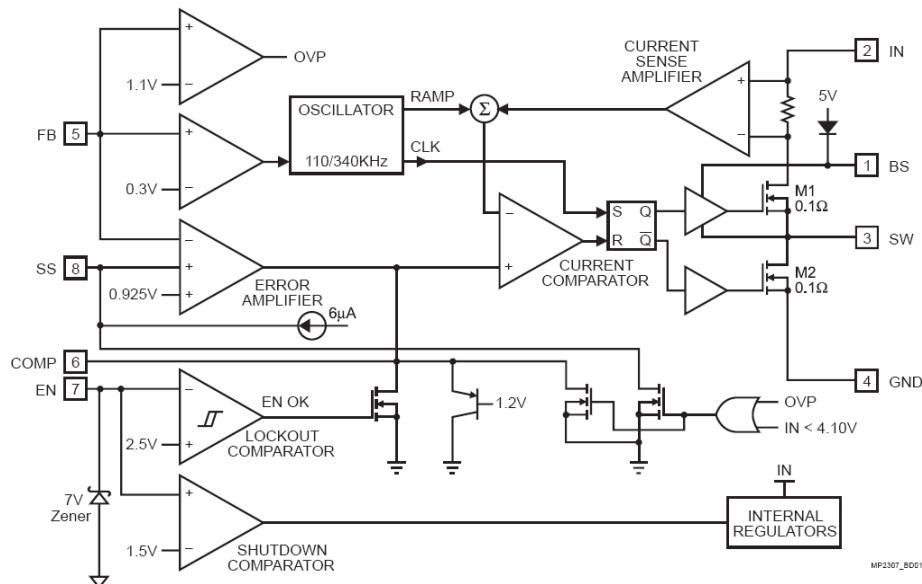 OVP
1.1V
FB
5
0.3V
OSCILLATOR
110/340KHz
RAMP
CLK
Σ
CURRENT
SENSE
AMPLIFIER
+
−
2
IN
5V
1
BS
M1
0.1Ω
3
SW
M2
0.1Ω
4
GND
S
Q
R
Q̅
CURRENT
COMPARATOR
SS
8
0.925V
ERROR
AMPLIFIER
6μA
COMP
6
EN
7
EN OK
2.5V
LOCKOUT
COMPARATOR
1.2V
OVP
IN < 4.10V
7V
Zener
1.5V
SHUTDOWN
COMPARATOR
IN
INTERNAL
REGULATORS
MP2307_BD01